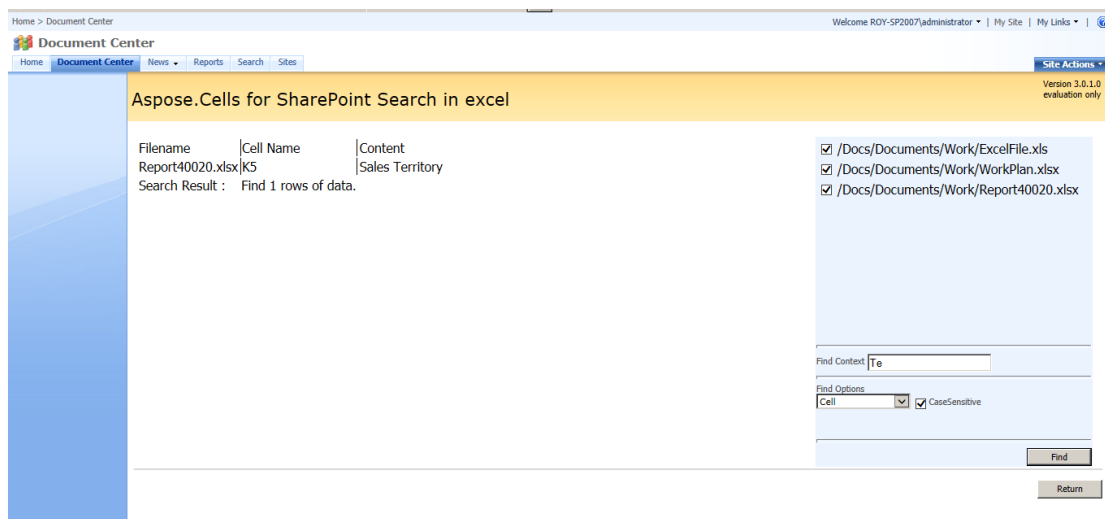 Home > Document Center
Welcome ROY-SP2007\administrator | My Site | My Links |
Document Center
Home Document Center News Reports Search Sites
Site Actions
Version 3.0.1.0
evaluation only
Aspose.Cells for SharePoint Search in excel
Filename Cell Name Content
Report40020.xlsx K5 Sales Territory
Search Result : Find 1 rows of data.
/Docs/Documents/Work/ExcelFile.xls
/Docs/Documents/Work/WorkPlan.xlsx
/Docs/Documents/Work/Report40020.xlsx
Find Context Te
Find Options
Cell CaseSensitive
Find
Return